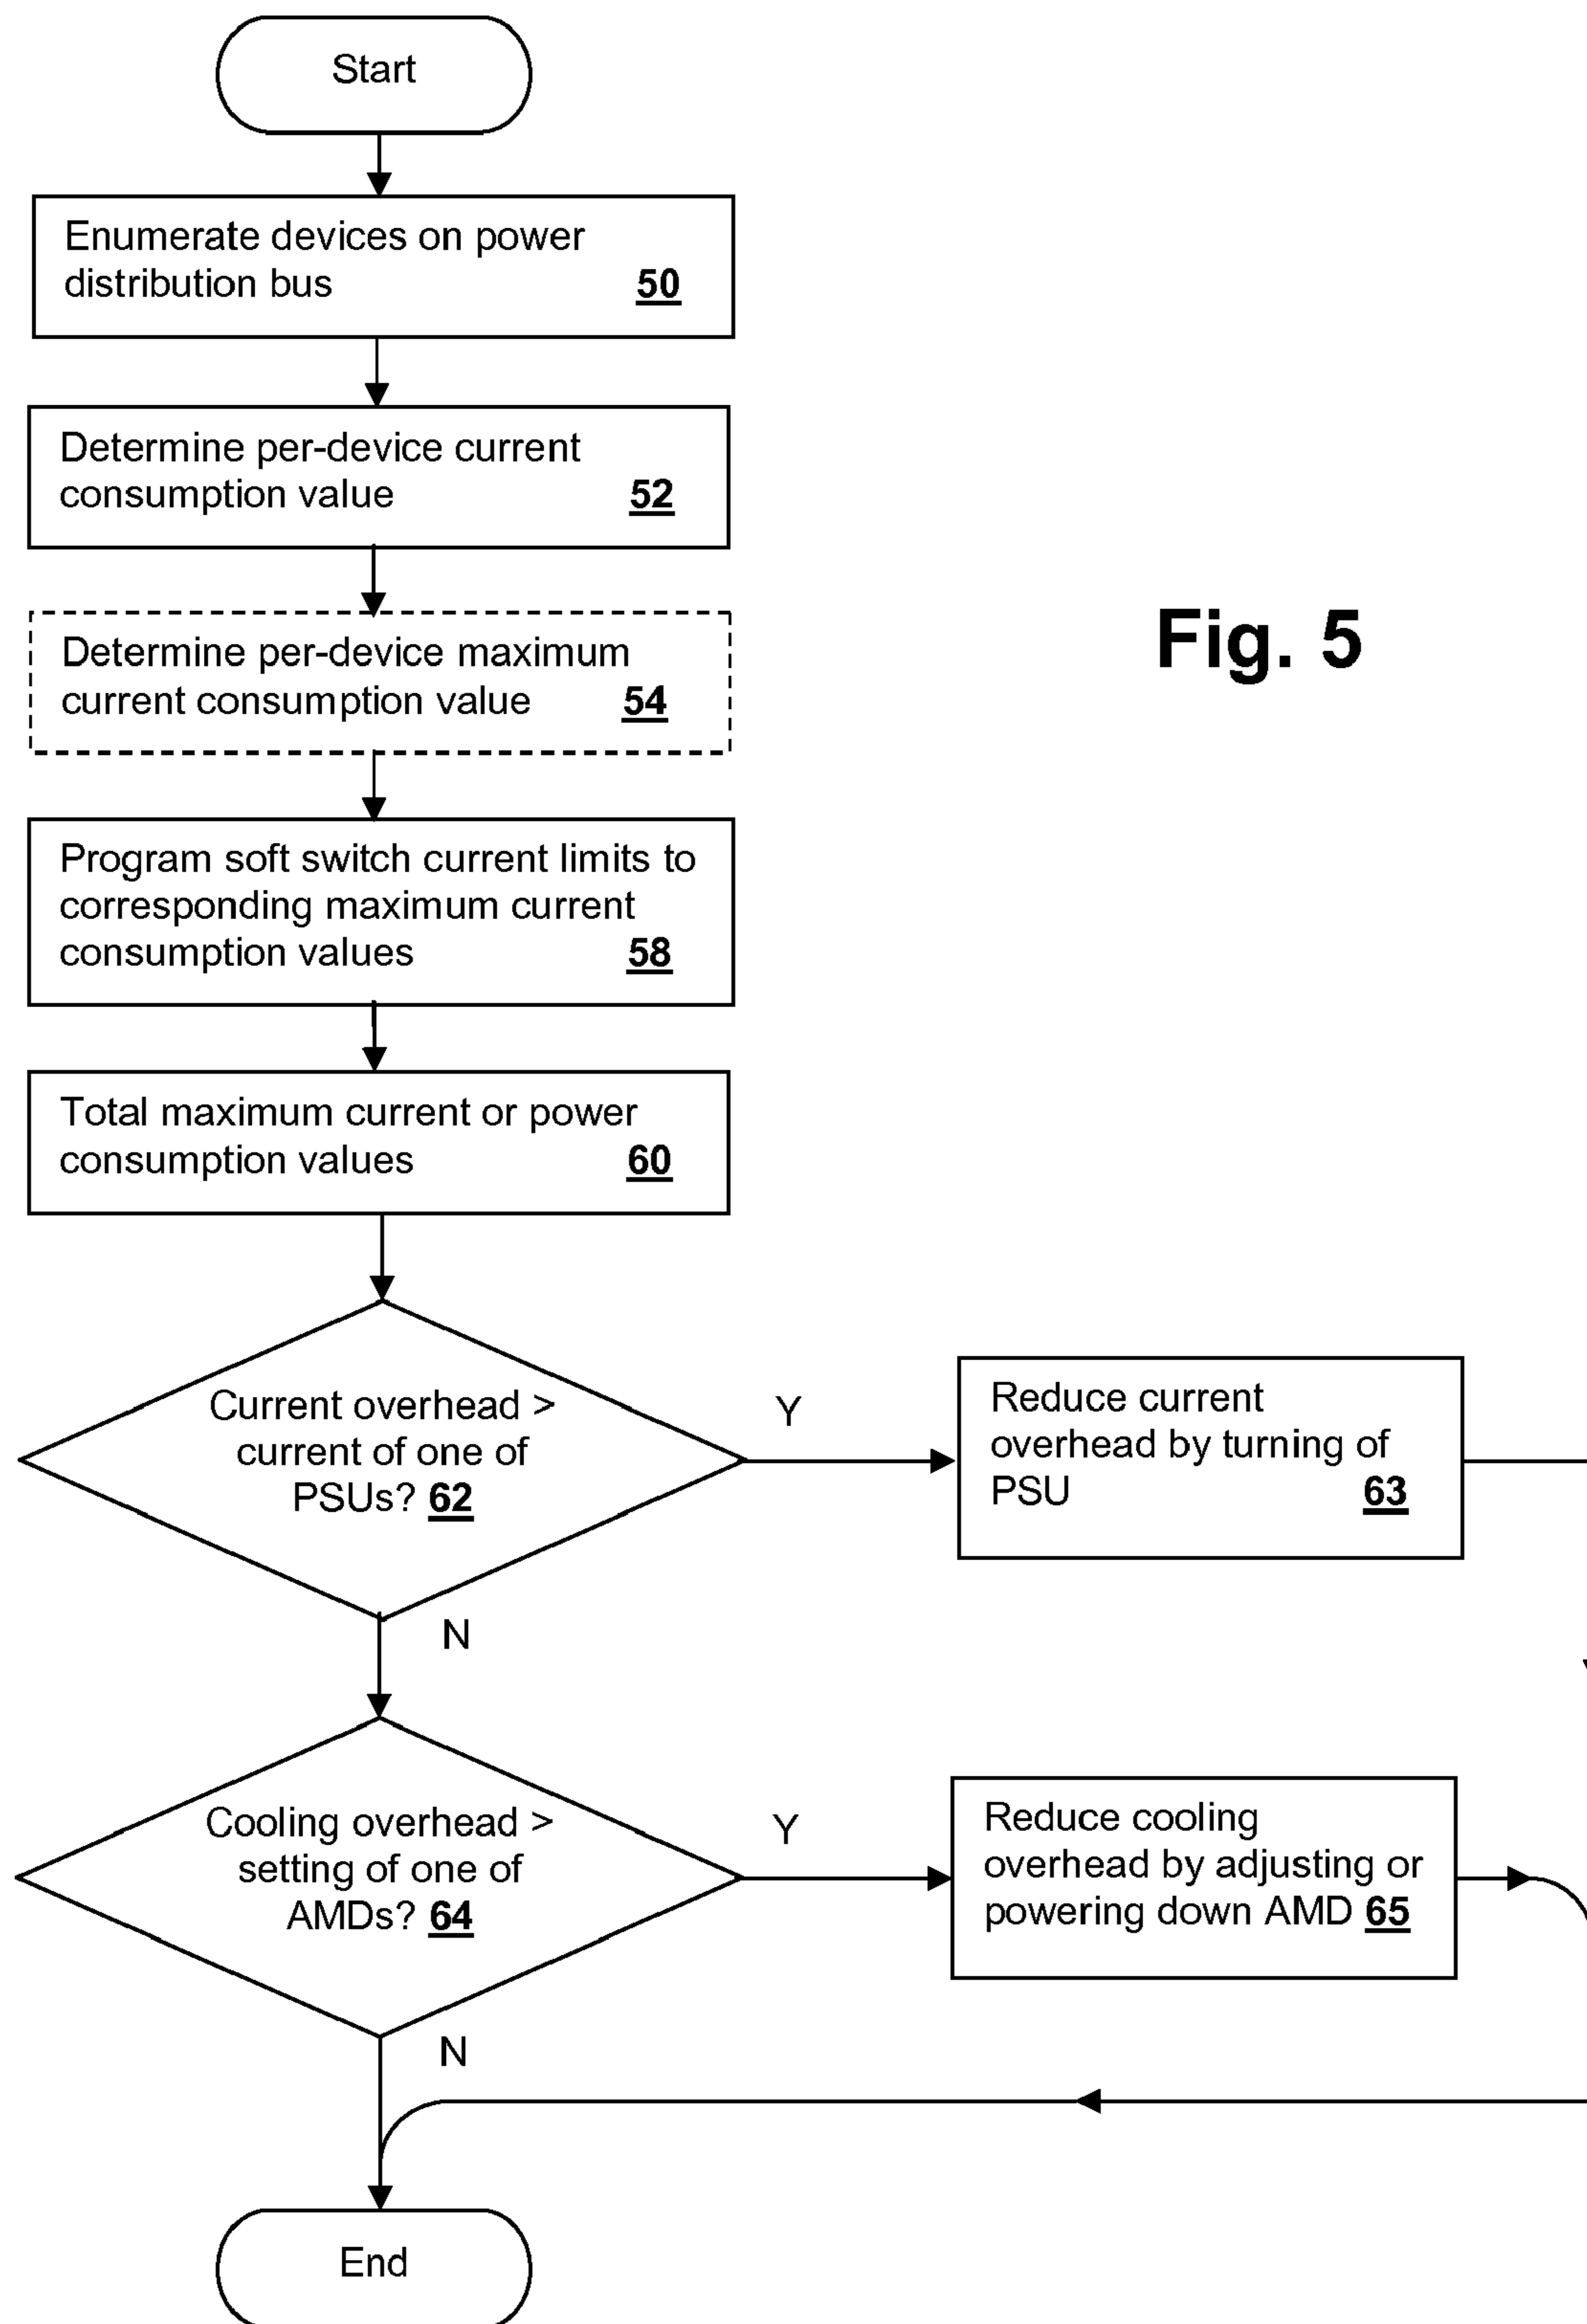 Start
Enumerate devices on power
distribution bus 50
Determine per-device current
consumption value 52
Determine per-device maximum
current consumption value 54
Fig. 5
Program soft switch current limits to
corresponding maximum current
consumption values 58
Total maximum current or power
consumption values 60
Current overhead >
current of one of
PSUs? 62
Y
Reduce current
overhead by turning of
PSU 63
N
Cooling overhead >
setting of one of
AMDs? 64
Y
Reduce cooling
overhead by adjusting or
powering down AMD 65
N
End